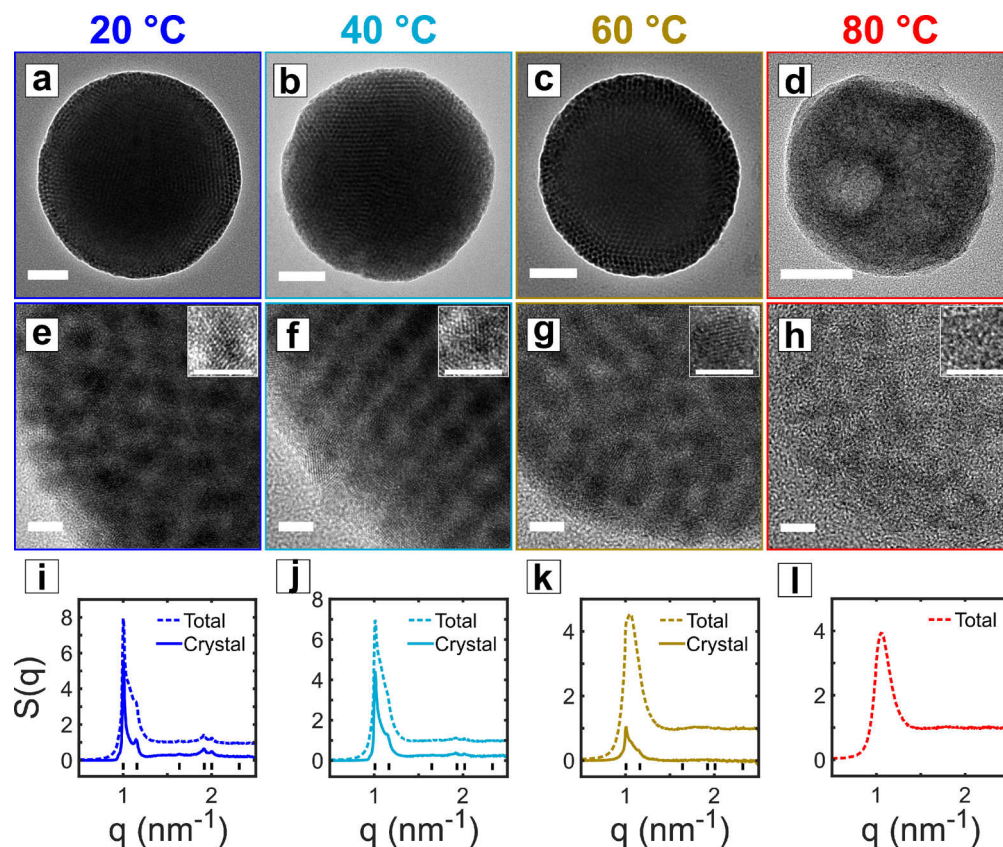 20 °C 40 °C 60 °C 80 °C
a b c d
e f g h
i j k l
S(q)
8
6
4
2
0
Total
Crystal
1 2
q (nm⁻¹)
8
6
4
2
0
Total
Crystal
1 2
q (nm⁻¹)
4
2
0
Total
Crystal
1 2
q (nm⁻¹)
4
2
0
Total
1 2
q (nm⁻¹)